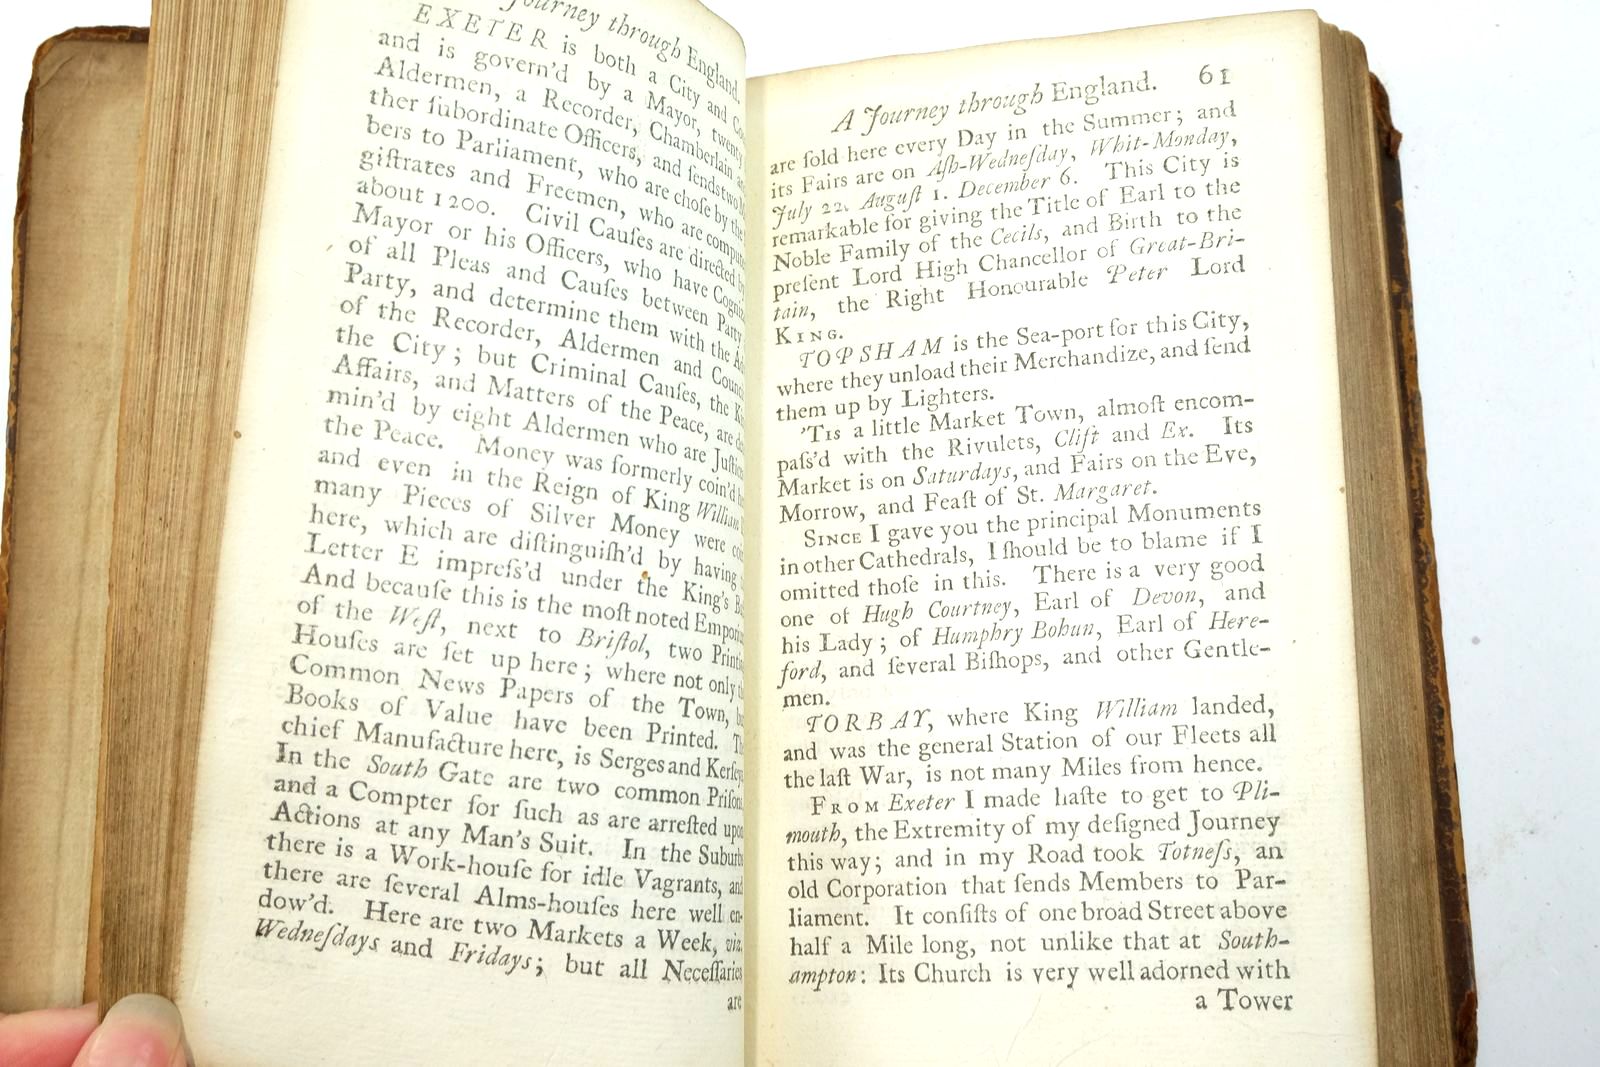 Journey through England.
EXETER is both a City and
and is govern'd by a Mayor, twenty
Aldermen, a Recorder, Chamberlain
ther ſubordinate Officers, and ſends two
bers to Parliament, who are choſe by the
giſtrates and Freemen, who are
about 1200. Civil Cauſes are directed
Mayor or his Officers, who have
of all Pleas and Cauſes between Party
Party, and determine them with the
of the Recorder, Aldermen and
the City; but Criminal Cauſes, the
Affairs, and Matters of the Peace, are
min'd by eight Aldermen who are
the Peace. Money was formerly coin'd
and even in the Reign of King William
many Pieces of Silver Money were
here, which are diſtinguiſh'd by having
Letter E impreſs'd under the King's
And becauſe this is the moſt noted
of the Weſt, next to Briſtol, two
Houſes are ſet up here; where not only
Common News Papers of the Town,
Books of Value have been Printed.
chief Manufacture here, is Serges and
In the South Gate are two common
and a Compter for ſuch as are arreſted upon
Actions at any Man's Suit. In the Suburbs
there is a Work-houſe for idle Vagrants, and
there are ſeveral Alms-houſes here well en-
dow'd. Here are two Markets a Week, viz.
Wedneſdays and Fridays; but all Neceſſaries
are
A Journey through England. 61
are ſold here every Day in the Summer; and
its Fairs are on Aſh-Wedneſday, Whit-Monday,
July 22. Auguſt 1. December 6. This City is
remarkable for giving the Title of Earl to the
Noble Family of the Cecils, and Birth to the
preſent Lord High Chancellor of Great-Bri-
tain, the Right Honourable Peter Lord
KING.
TOPSHAM is the Sea-port for this City,
where they unload their Merchandize, and ſend
them up by Lighters.
'TIS a little Market Town, almoſt encom-
paſs'd with the Rivulets, Clift and Ex. Its
Market is on Saturdays, and Fairs on the Eve,
Morrow, and Feaſt of St. Margaret.
SINCE I gave you the principal Monuments
in other Cathedrals, I ſhould be to blame if I
omitted thoſe in this. There is a very good
one of Hugh Courtney, Earl of Devon, and
his Lady; of Humphry Bohun, Earl of Here-
ford, and ſeveral Biſhops, and other Gentle-
men.
TORBAY, where King William landed,
and was the general Station of our Fleets all
the laſt War, is not many Miles from hence.
FROM Exeter I made haſte to get to Pli-
mouth, the Extremity of my deſigned Journey
this way; and in my Road took Totneſs, an
old Corporation that ſends Members to Par-
liament. It conſiſts of one broad Street above
half a Mile long, not unlike that at South-
ampton: Its Church is very well adorned with
a Tower